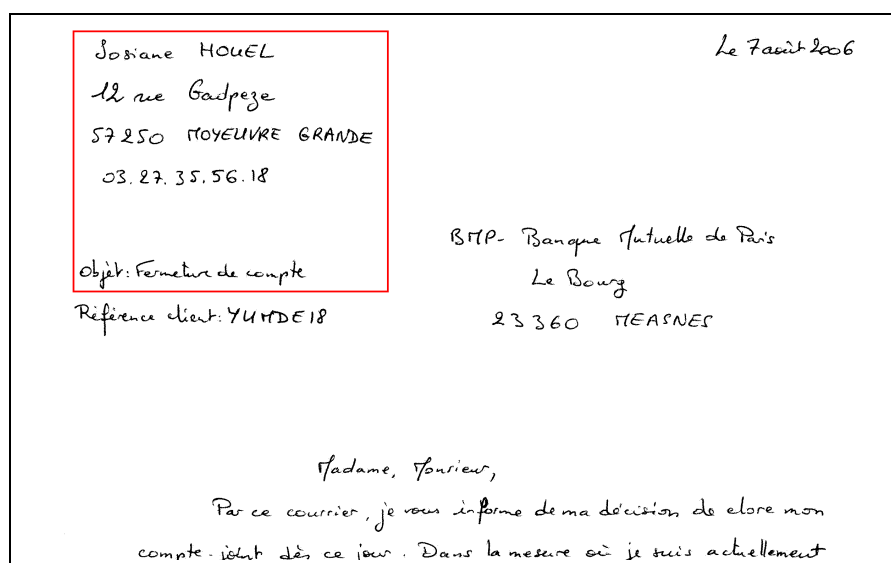 Josiane HOUEL
Le 7 août 2006
12 rue Gadpeze
57250 MOYEUVRE GRANDE
03.27.35.56.18
BMP- Banque Mutuelle de Paris
Objèt: Fermeture de compte
Le Bourg
Référence client: YUMDE18
23360 MEASNES
Madame, Monsieur,
Par ce courrier, je vous informe de ma décision de clore mon
compte-joint dès ce jour. Dans la mesure où je suis actuellement